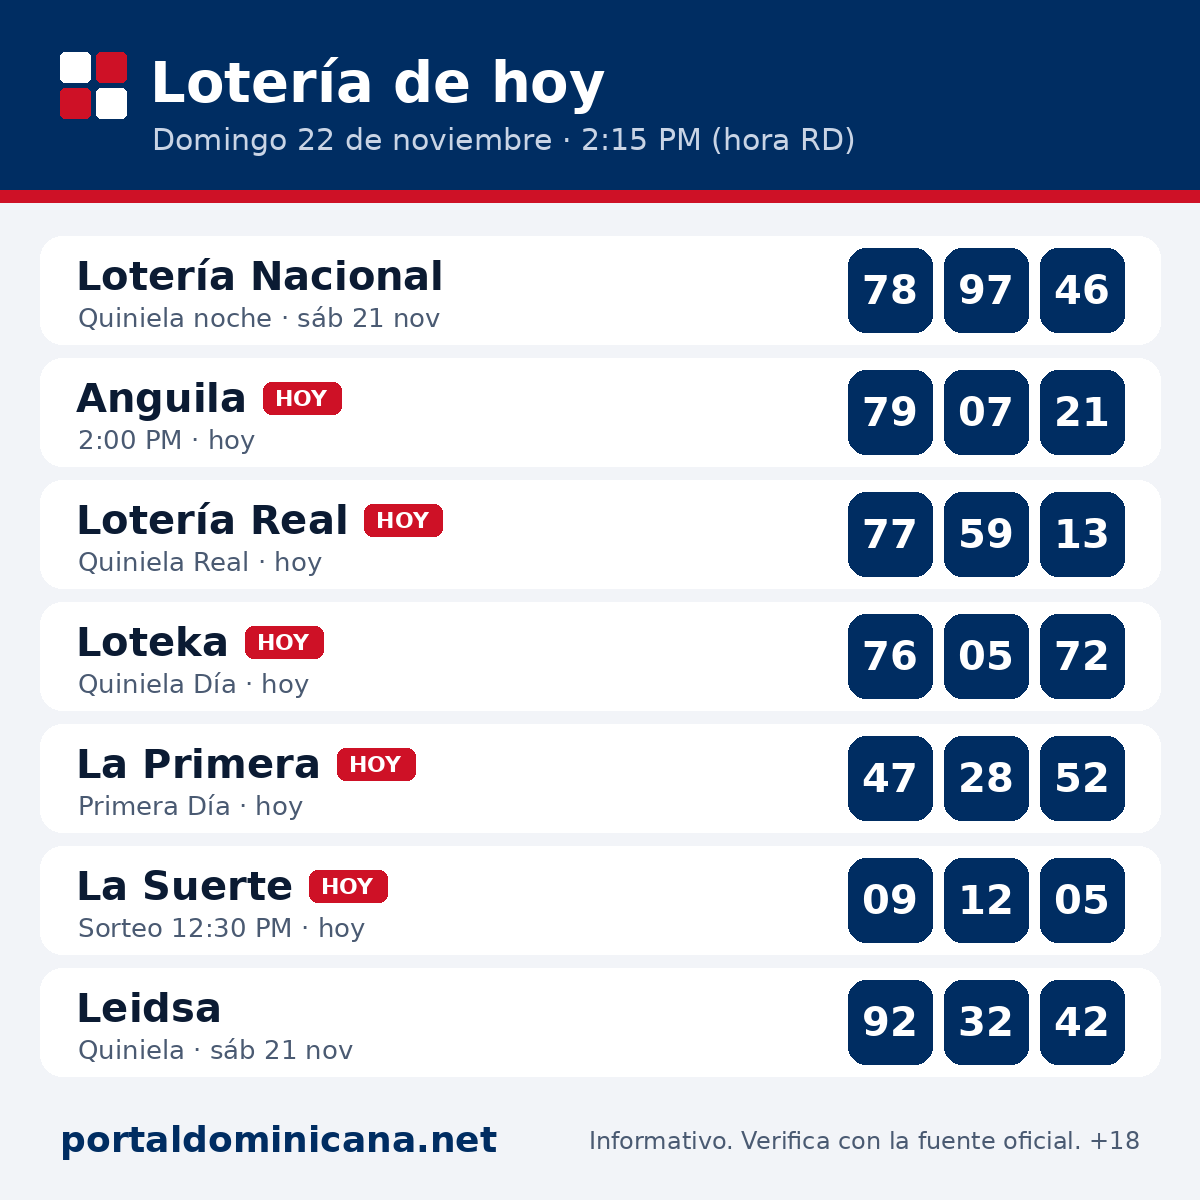 Lotería de hoy
Domingo 22 de noviembre · 2:15 PM (hora RD)
Lotería Nacional
Quiniela noche · sáb 21 nov
78 97 46
Anguila HOY
2:00 PM · hoy
79 07 21
Lotería Real HOY
Quiniela Real · hoy
77 59 13
Loteka HOY
Quiniela Día · hoy
76 05 72
La Primera HOY
Primera Día · hoy
47 28 52
La Suerte HOY
Sorteo 12:30 PM · hoy
09 12 05
Leidsa
Quiniela · sáb 21 nov
92 32 42
portaldominicana.net
Informativo. Verifica con la fuente oficial. +18